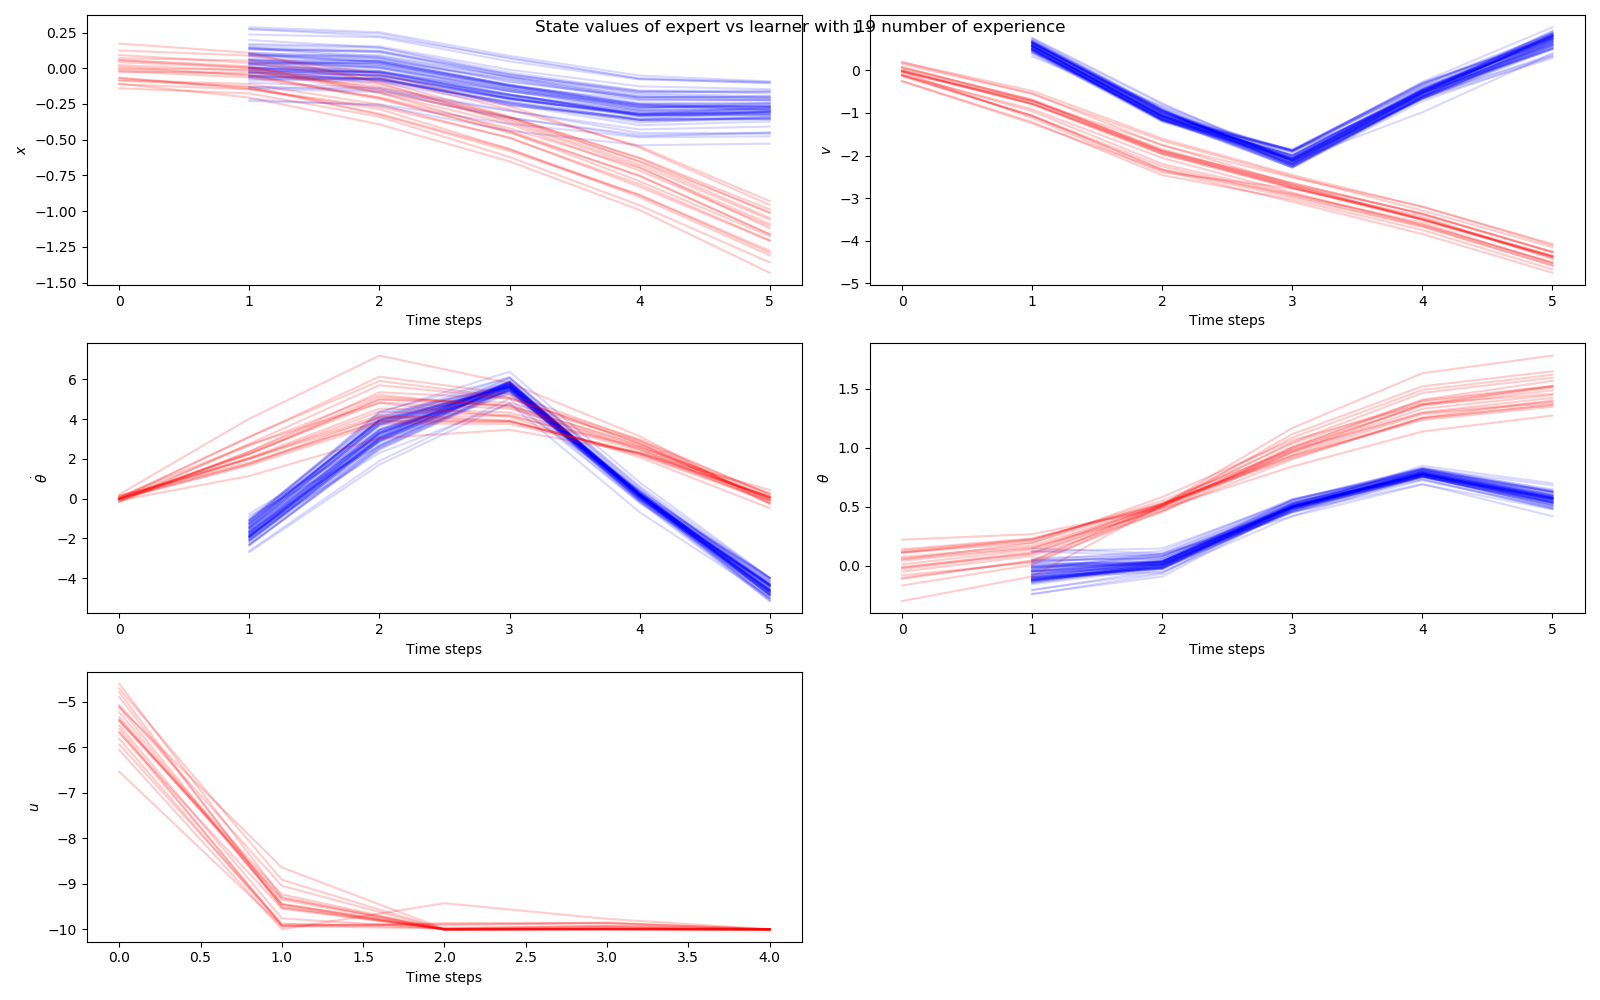 State values of expert vs learner with 19 number of experience
0.25
0.00
−0.25
−0.50
−0.75
−1.00
−1.25
−1.50
x
0 1 2 3 4 5
Time steps
1
0
−1
−2
−3
−4
−5
v
0 1 2 3 4 5
Time steps
6
4
2
0
−2
−4
θ̇
0 1 2 3 4 5
Time steps
1.5
1.0
0.5
0.0
θ
0 1 2 3 4 5
Time steps
−5
−6
−7
−8
−9
−10
u
0.0 0.5 1.0 1.5 2.0 2.5 3.0 3.5 4.0
Time steps